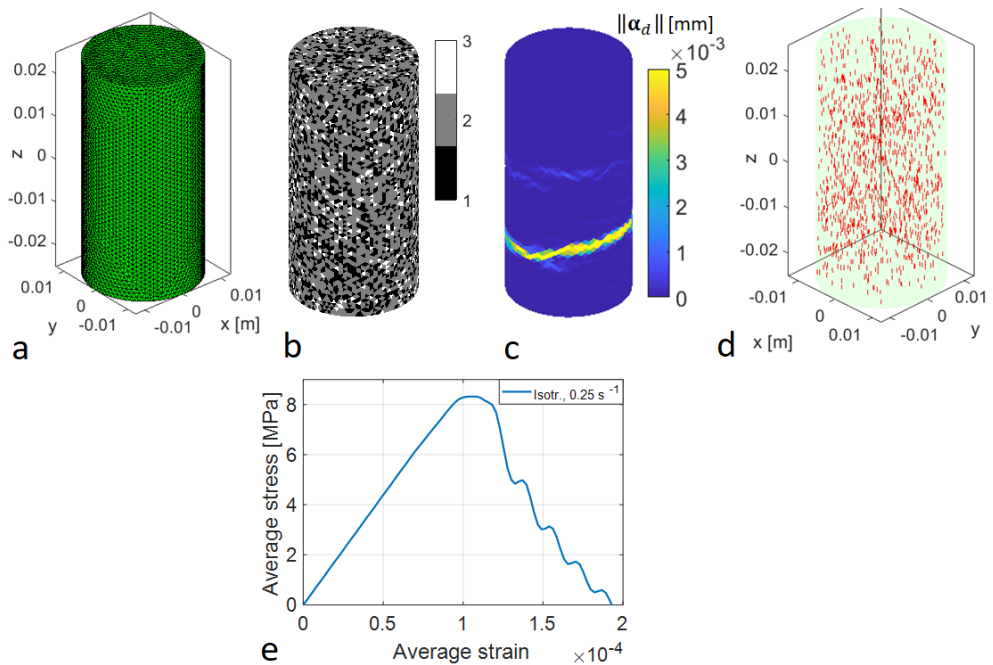 0.02
0.01
0
-0.01
-0.02
z
0.01
0
-0.01
y
-0.01
0
0.01
x [m]
a
3
2
1
b
‖α_d‖ [mm]
×10⁻³
5
4
3
2
1
0
c
0.02
0.01
0
-0.01
-0.02
z
-0.01
0
0.01
x [m]
-0.01
0
0.01
y
d
Isotr., 0.25 s⁻¹
8
6
4
2
0
Average stress [MPa]
0 0.5 1 1.5 2
Average strain
×10⁻⁴
e